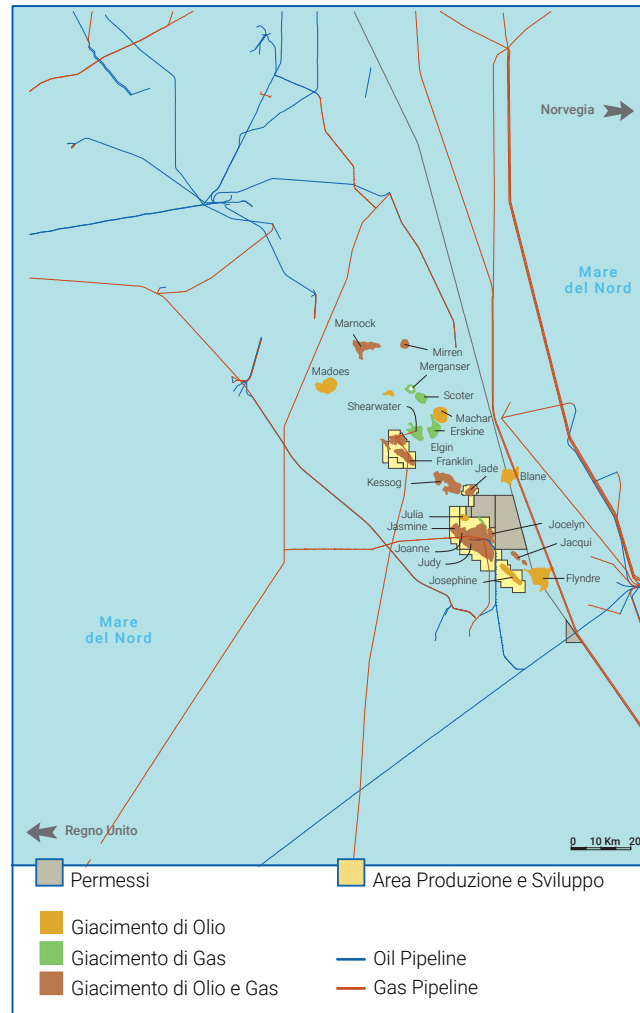 Norvegia
Mare
del Nord
Marnock
Mirren
Merganser
Madoes
Scoter
Shearwater
Machar
Erskine
Elgin
Franklin
Kessog
Jade
Blane
Julia
Jasmine
Jocelyn
Joanne
Jacqui
Judy
Josephine
Flyndre
Mare
del Nord
Regno Unito
0 10 Km 20
Permessi
Area Produzione e Sviluppo
Giacimento di Olio
Giacimento di Gas
Oil Pipeline
Giacimento di Olio e Gas
Gas Pipeline